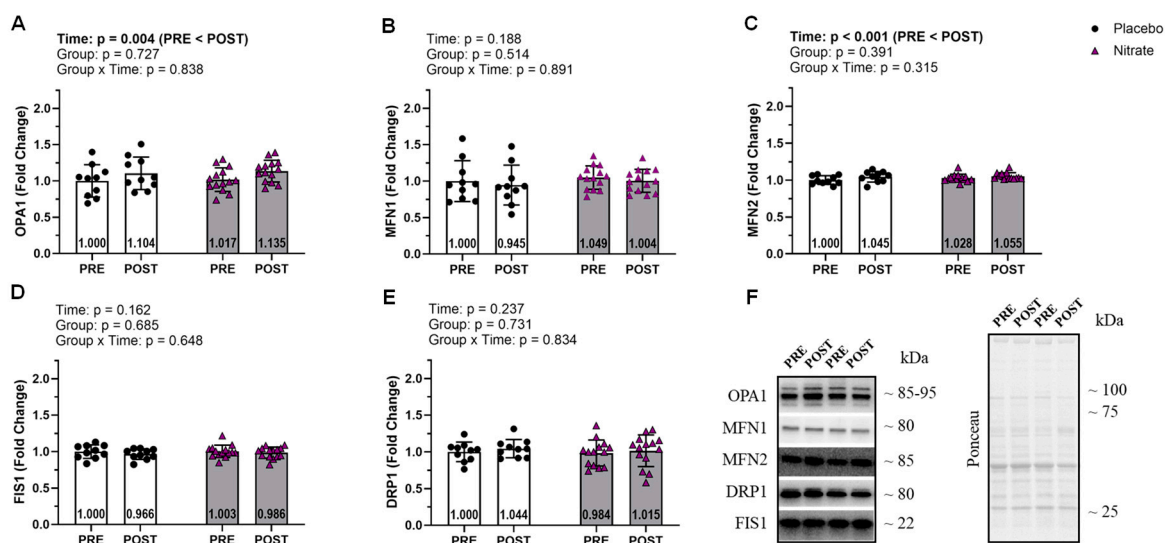 A
Time: p = 0.004 (PRE < POST)
Group: p = 0.727
Group x Time: p = 0.838
OPA1 (Fold Change)
2.0
1.5
1.0
0.5
0.0
1.000 1.104 1.017 1.135
PRE POST PRE POST
B
Time: p = 0.188
Group: p = 0.514
Group x Time: p = 0.891
MFN1 (Fold Change)
2.0
1.5
1.0
0.5
0.0
1.000 0.945 1.049 1.004
PRE POST PRE POST
C
Time: p < 0.001 (PRE < POST)
Group: p = 0.391
Group x Time: p = 0.315
MFN2 (Fold Change)
2.0
1.5
1.0
0.5
0.0
1.000 1.045 1.028 1.055
PRE POST PRE POST
Placebo
Nitrate
D
Time: p = 0.162
Group: p = 0.685
Group x Time: p = 0.648
FIS1 (Fold Change)
2.0
1.5
1.0
0.5
0.0
1.000 0.966 1.003 0.986
PRE POST PRE POST
E
Time: p = 0.237
Group: p = 0.731
Group x Time: p = 0.834
DRP1 (Fold Change)
2.0
1.5
1.0
0.5
0.0
1.000 1.044 0.984 1.015
PRE POST PRE POST
F
PRE POST PRE POST kDa
OPA1 ~ 85-95
MFN1 ~ 80
MFN2 ~ 85
DRP1 ~ 80
FIS1 ~ 22
PRE POST PRE POST kDa
Ponceau
~ 100
~ 75
~ 25